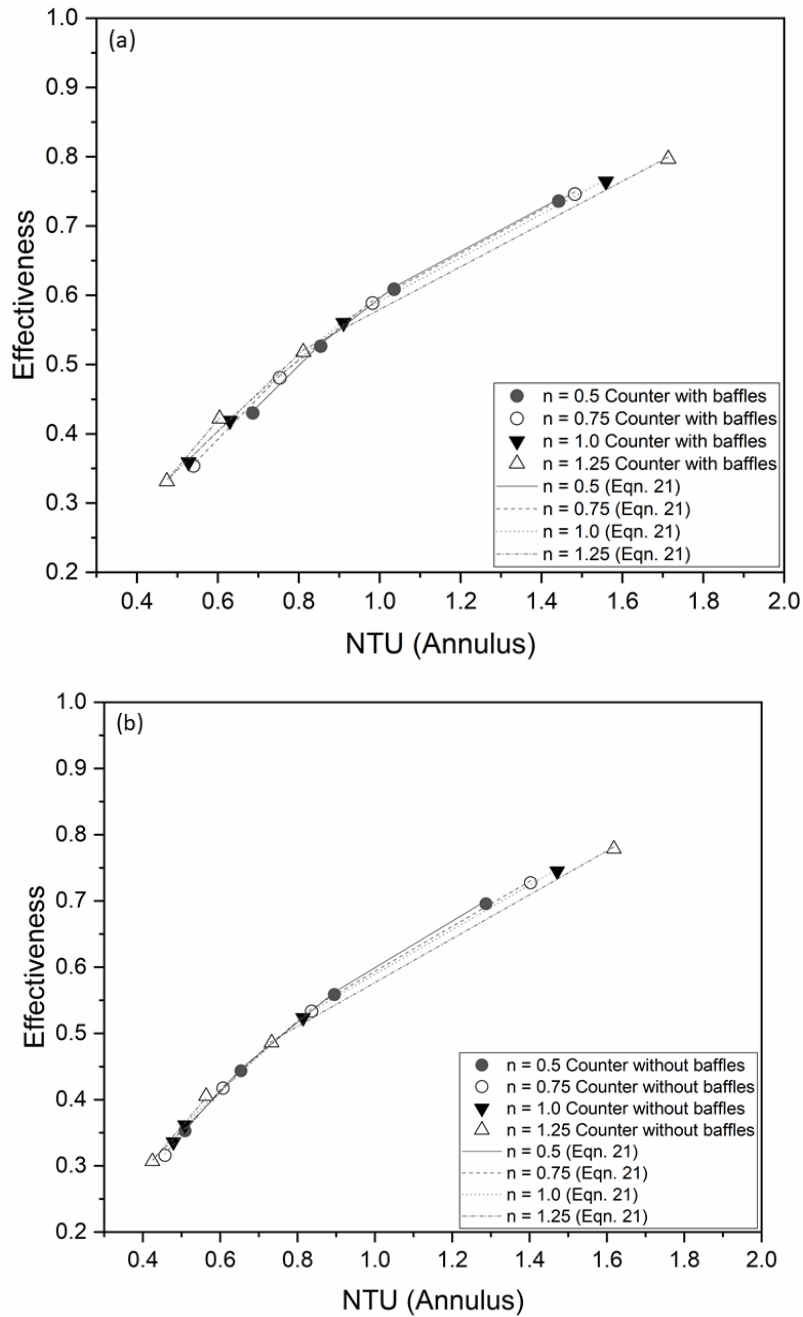 (a)
1.0
0.9
0.8
0.7
0.6
0.5
0.4
0.3
0.2
Effectiveness
n = 0.5 Counter with baffles
n = 0.75 Counter with baffles
n = 1.0 Counter with baffles
n = 1.25 Counter with baffles
n = 0.5 (Eqn. 21)
n = 0.75 (Eqn. 21)
n = 1.0 (Eqn. 21)
n = 1.25 (Eqn. 21)
0.4 0.6 0.8 1.0 1.2 1.4 1.6 1.8 2.0
NTU (Annulus)
(b)
1.0
0.9
0.8
0.7
0.6
0.5
0.4
0.3
0.2
Effectiveness
n = 0.5 Counter without baffles
n = 0.75 Counter without baffles
n = 1.0 Counter without baffles
n = 1.25 Counter without baffles
n = 0.5 (Eqn. 21)
n = 0.75 (Eqn. 21)
n = 1.0 (Eqn. 21)
n = 1.25 (Eqn. 21)
0.4 0.6 0.8 1.0 1.2 1.4 1.6 1.8 2.0
NTU (Annulus)